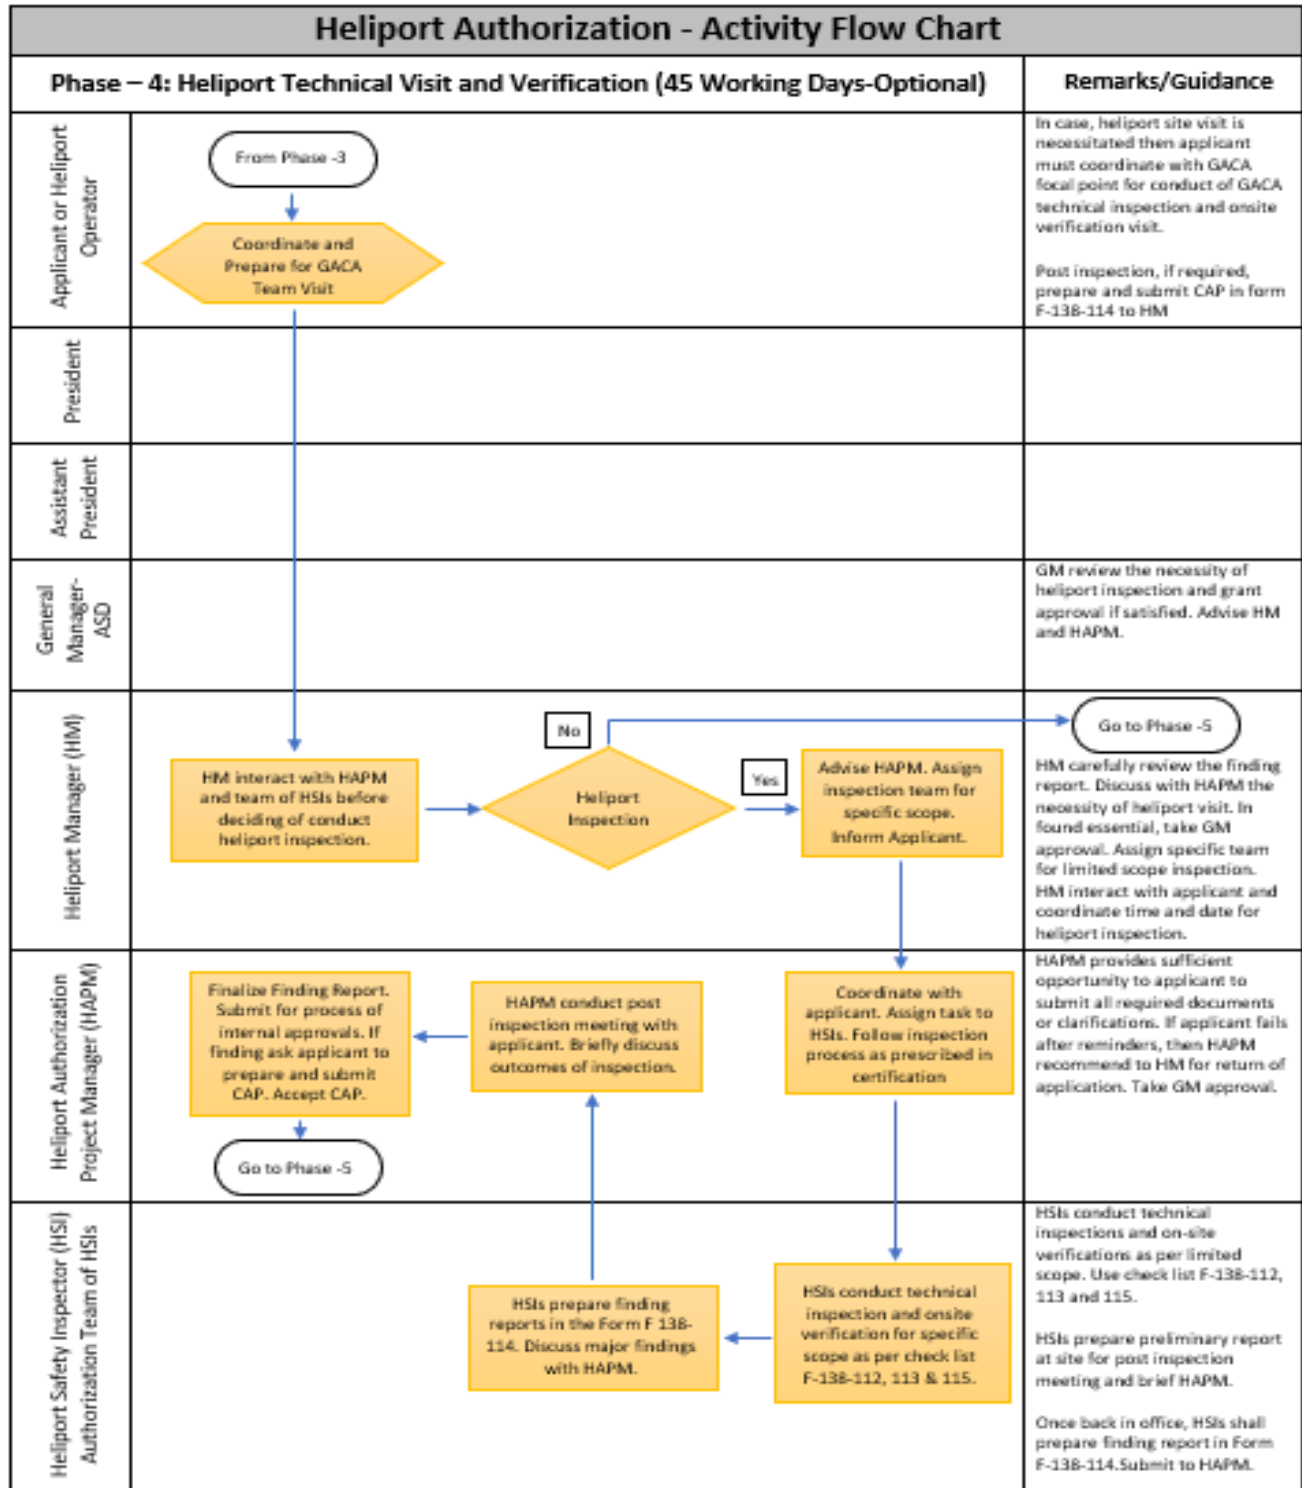 Heliport Authorization - Activity Flow Chart
Phase – 4: Heliport Technical Visit and Verification (45 Working Days-Optional)
Remarks/Guidance
Applicant or Heliport
Operator
From Phase -3
Coordinate and
Prepare for GACA
Team Visit
In case, heliport site visit is
necessitated then applicant
must coordinate with GACA
focal point for conduct of GACA
technical inspection and onsite
verification visit.
Post inspection, if required,
prepare and submit CAP in form
F-138-114 to HM
President
Assistant
President
General
Manager-
ASD
GM review the necessity of
heliport inspection and grant
approval if satisfied. Advise HM
and HAPM.
Heliport Manager (HM)
HM interact with HAPM
and team of HSIs before
deciding of conduct
heliport inspection.
No
Heliport
Inspection
Yes
Advise HAPM. Assign
inspection team for
specific scope.
Inform Applicant.
Go to Phase -5
HM carefully review the finding
report. Discuss with HAPM the
necessity of heliport visit. In
found essential, take GM
approval. Assign specific team
for limited scope inspection.
HM interact with applicant and
coordinate time and date for
heliport inspection.
Heliport Authorization
Project Manager (HAPM)
Finalize Finding Report.
Submit for process of
internal approvals. If
finding ask applicant to
prepare and submit
CAP. Accept CAP.
Go to Phase -5
HAPM conduct post
inspection meeting with
applicant. Briefly discuss
outcomes of inspection.
Coordinate with
applicant. Assign task to
HSIs. Follow inspection
process as prescribed in
certification
HAPM provides sufficient
opportunity to applicant to
submit all required documents
or clarifications. If applicant fails
after reminders, then HAPM
recommend to HM for return of
application. Take GM approval.
Heliport Safety Inspector (HSI)
Authorization Team of HSIs
HSIs prepare finding
reports in the Form F 138-
114. Discuss major findings
with HAPM.
HSIs conduct technical
inspection and onsite
verification for specific
scope as per check list
F-138-112, 113 & 115.
HSIs conduct technical
inspections and on-site
verifications as per limited
scope. Use check list F-138-112,
113 and 115.
HSIs prepare preliminary report
at site for post inspection
meeting and brief HAPM.
Once back in office, HSIs shall
prepare finding report in Form
F-138-114.Submit to HAPM.